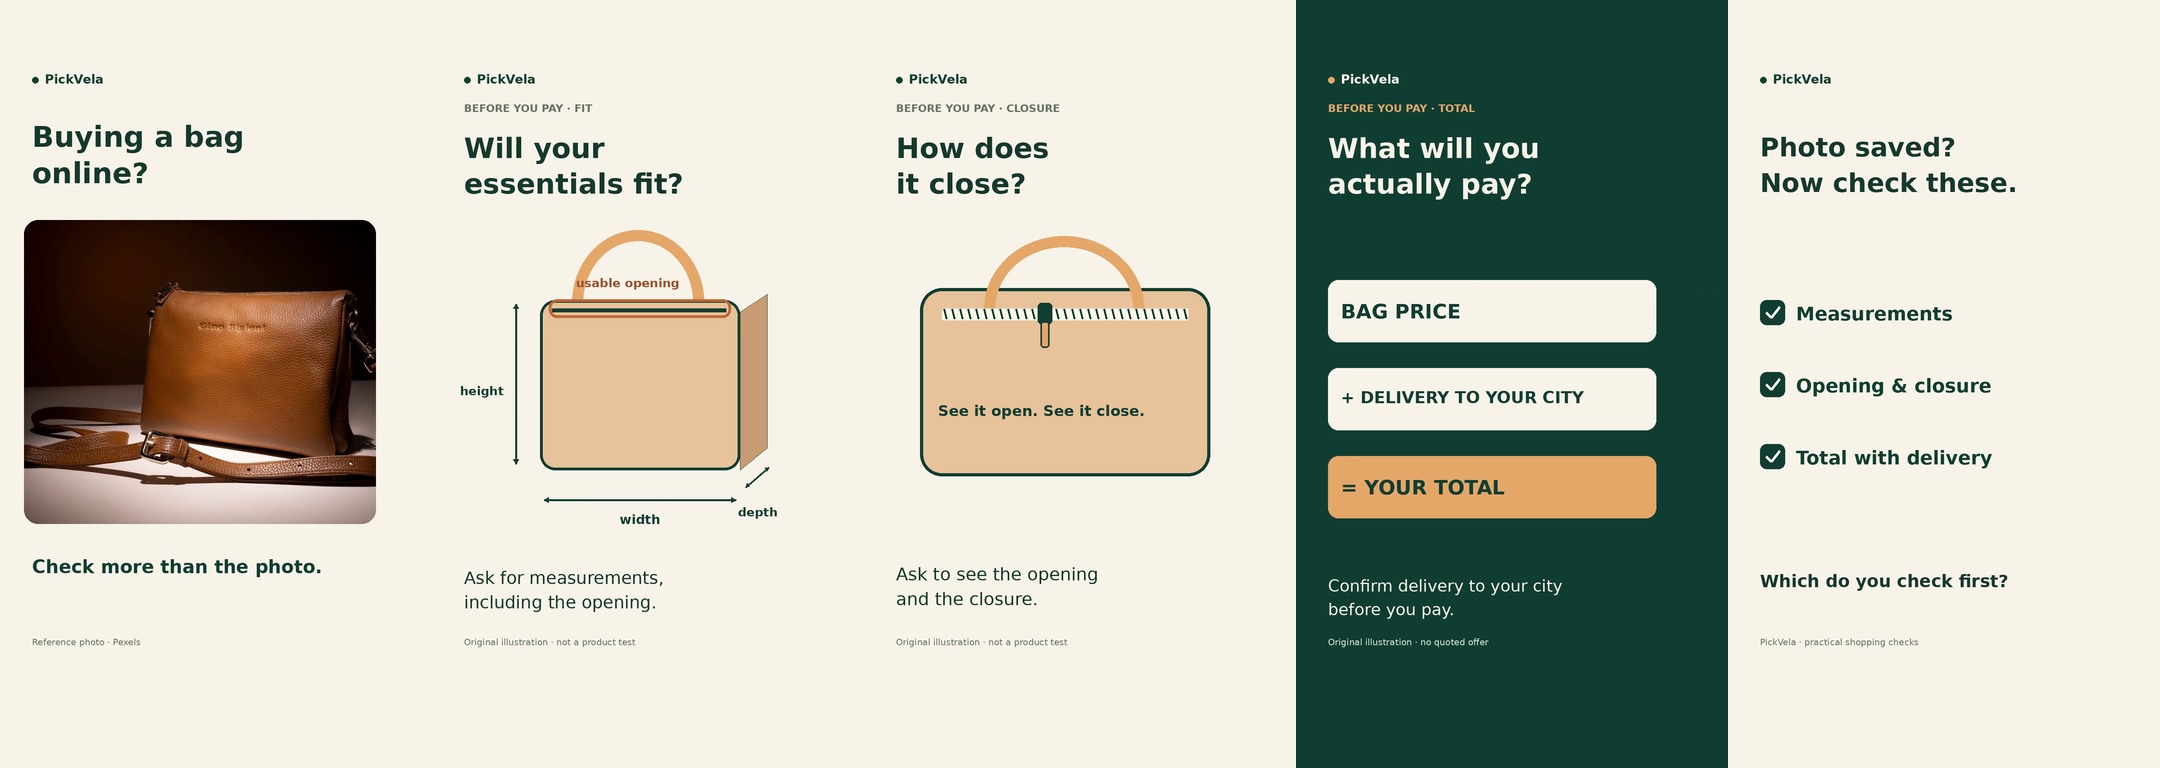 PickVela
Buying a bag
online?
Gino Bigioni
Check more than the photo.
Reference photo · Pexels
PickVela
BEFORE YOU PAY · FIT
Will your
essentials fit?
usable opening
height
width
depth
Ask for measurements,
including the opening.
Original illustration · not a product test
PickVela
BEFORE YOU PAY · CLOSURE
How does
it close?
See it open. See it close.
Ask to see the opening
and the closure.
Original illustration · not a product test
PickVela
BEFORE YOU PAY · TOTAL
What will you
actually pay?
BAG PRICE
+ DELIVERY TO YOUR CITY
= YOUR TOTAL
Confirm delivery to your city
before you pay.
Original illustration · no quoted offer
PickVela
Photo saved?
Now check these.
Measurements
Opening & closure
Total with delivery
Which do you check first?
PickVela · practical shopping checks